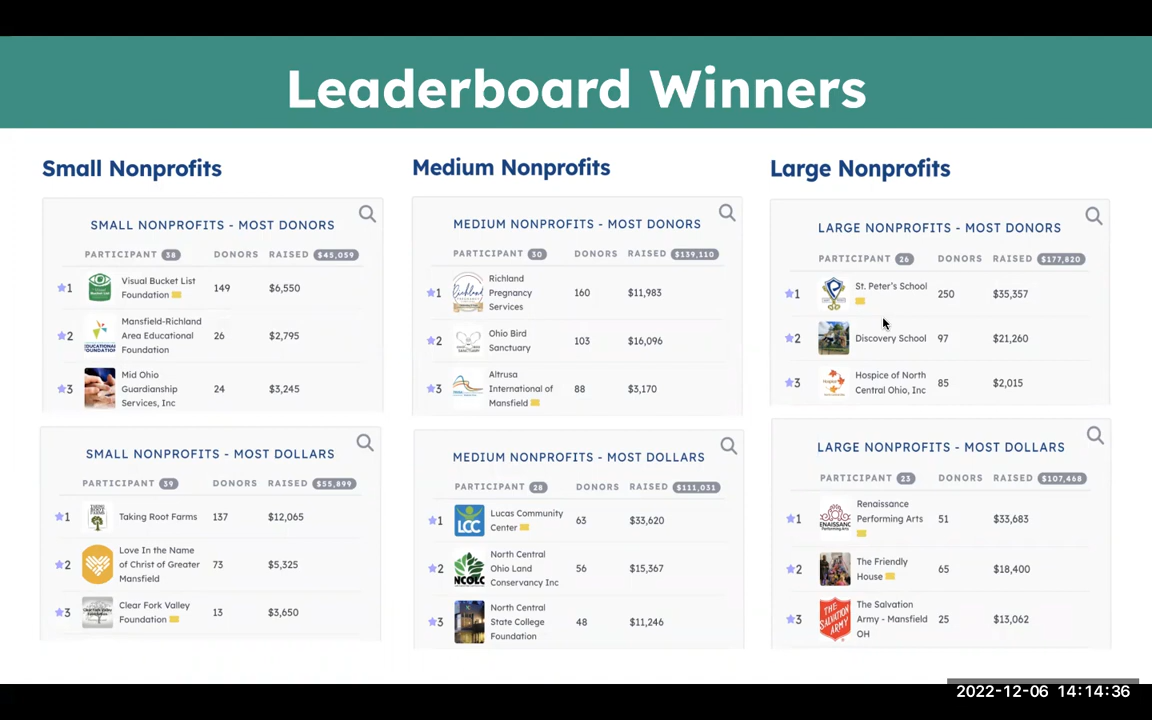 Leaderboard Winners
Small Nonprofits
SMALL NONPROFITS - MOST DONORS
PARTICIPANT 38 DONORS RAISED $45,059
1 Visual Bucket List Foundation 149 $6,550
2 Mansfield-Richland Area Educational Foundation 26 $2,795
3 Mid Ohio Guardianship Services, Inc 24 $3,245
SMALL NONPROFITS - MOST DOLLARS
PARTICIPANT 39 DONORS RAISED $55,899
1 Taking Root Farms 137 $12,065
2 Love In the Name of Christ of Greater Mansfield 73 $5,325
3 Clear Fork Valley Foundation 13 $3,650
Medium Nonprofits
MEDIUM NONPROFITS - MOST DONORS
PARTICIPANT 30 DONORS RAISED $139,110
1 Richland Pregnancy Services 160 $11,983
2 Ohio Bird Sanctuary 103 $16,096
3 Altrusa International of Mansfield 88 $3,170
MEDIUM NONPROFITS - MOST DOLLARS
PARTICIPANT 28 DONORS RAISED $111,031
1 LCC Lucas Community Center 63 $33,620
2 NCOLC North Central Ohio Land Conservancy Inc 56 $15,367
3 North Central State College Foundation 48 $11,246
Large Nonprofits
LARGE NONPROFITS - MOST DONORS
PARTICIPANT 26 DONORS RAISED $177,820
1 St. Peter's School 250 $35,357
2 Discovery School 97 $21,260
3 Hospice of North Central Ohio, Inc 85 $2,015
LARGE NONPROFITS - MOST DOLLARS
PARTICIPANT 23 DONORS RAISED $107,468
1 Renaissance Performing Arts 51 $33,683
2 The Friendly House 65 $18,400
3 THE SALVATION ARMY The Salvation Army - Mansfield OH 25 $13,062
2022-12-06 14:14:36